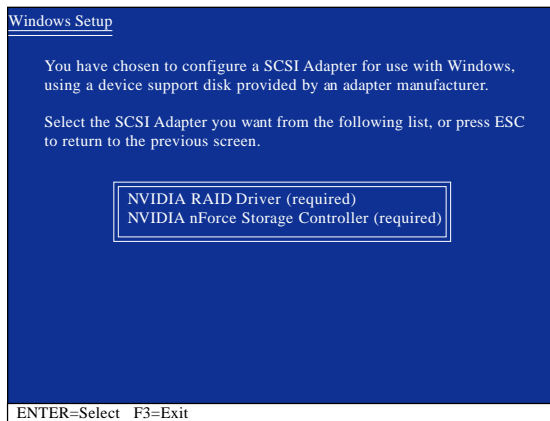 Windows Setup
You have chosen to configure a SCSI Adapter for use with Windows,
using a device support disk provided by an adapter manufacturer.
Select the SCSI Adapter you want from the following list, or press ESC
to return to the previous screen.
NVIDIA RAID Driver (required)
NVIDIA nForce Storage Controller (required)
ENTER=Select F3=Exit